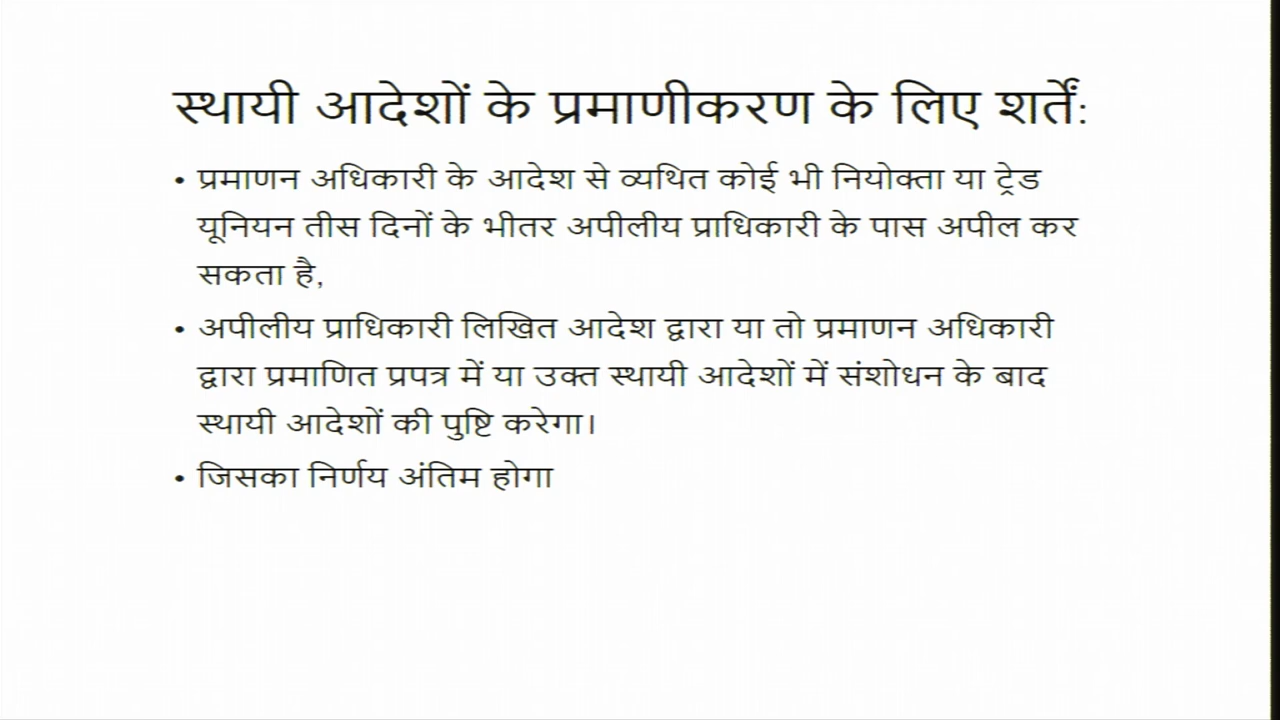 स्थायी आदेशों के प्रमाणीकरण के लिए शर्तें:
• प्रमाणन अधिकारी के आदेश से व्यथित कोई भी नियोक्ता या ट्रेड
यूनियन तीस दिनों के भीतर अपीलीय प्राधिकारी के पास अपील कर
सकता है,
• अपीलीय प्राधिकारी लिखित आदेश द्वारा या तो प्रमाणन अधिकारी
द्वारा प्रमाणित प्रपत्र में या उक्त स्थायी आदेशों में संशोधन के बाद
स्थायी आदेशों की पुष्टि करेगा।
• जिसका निर्णय अंतिम होगा